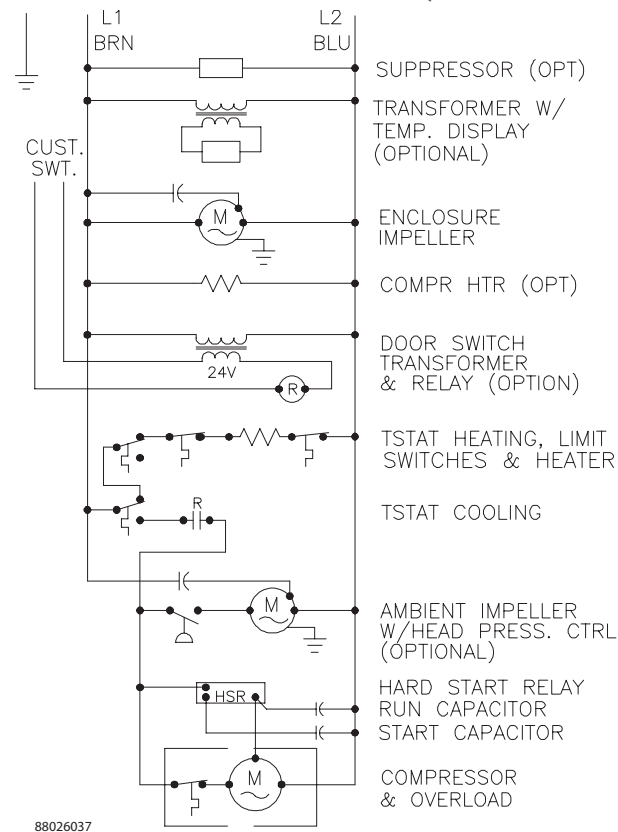 L1
BRN
L2
BLU
SUPPRESSOR (OPT)
TRANSFORMER W/
TEMP. DISPLAY
(OPTIONAL)
CUST.
SWT.
M
ENCLOSURE
IMPELLER
COMPR HTR (OPT)
24V
R
DOOR SWITCH
TRANSFORMER
& RELAY (OPTION)
TSTAT HEATING, LIMIT
SWITCHES & HEATER
R
TSTAT COOLING
M
AMBIENT IMPELLER
W/HEAD PRESS. CTRL
(OPTIONAL)
HSR
HARD START RELAY
RUN CAPACITOR
START CAPACITOR
M
COMPRESSOR
& OVERLOAD
88026037